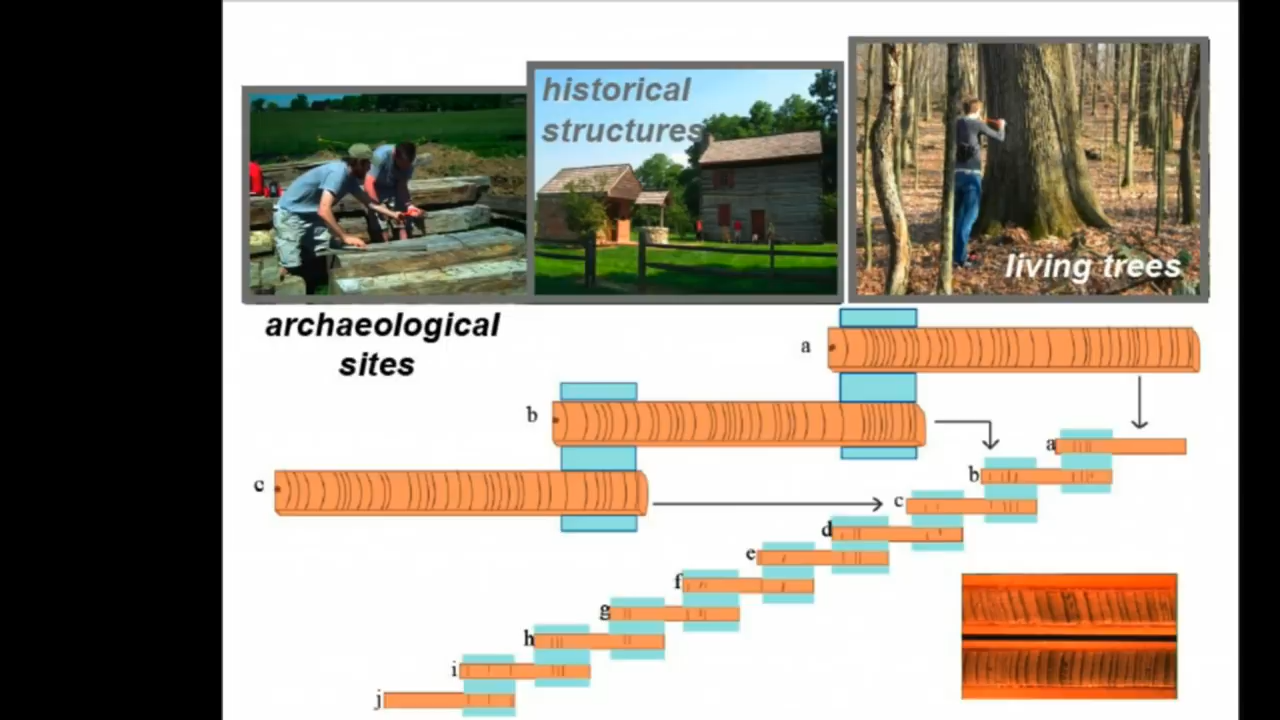 historical
structures
living trees
archaeological
sites
a
b
c
a
b
c
d
e
f
g
h
i
j